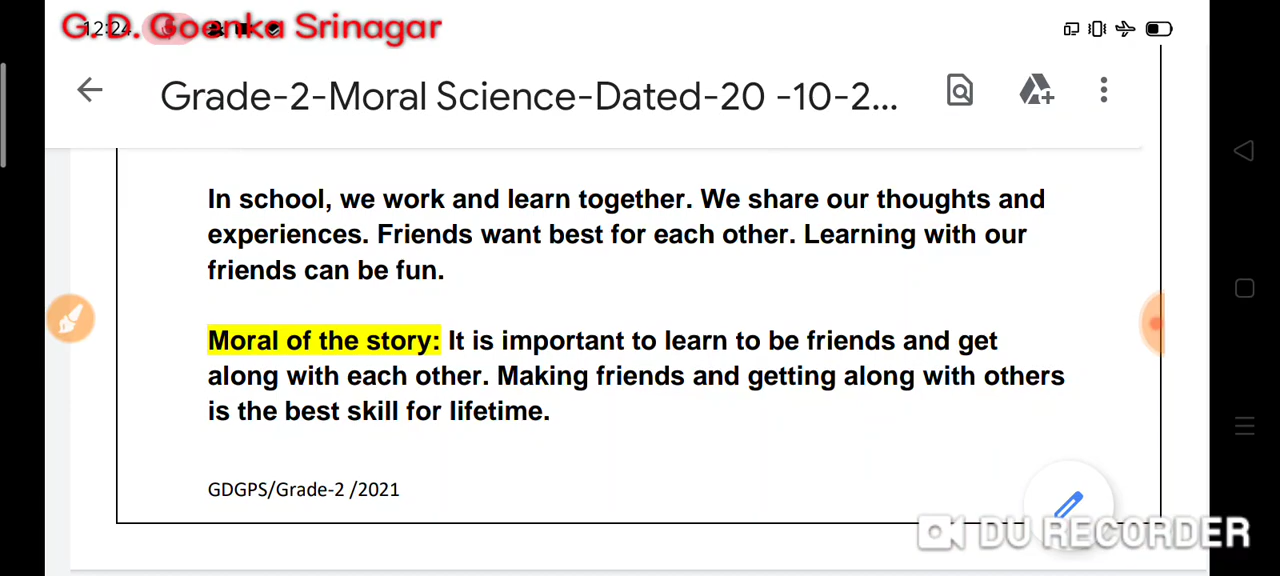 G.D. Goenka Srinagar
12:24
Grade-2-Moral Science-Dated-20 -10-2...
In school, we work and learn together. We share our thoughts and
experiences. Friends want best for each other. Learning with our
friends can be fun.
Moral of the story: It is important to learn to be friends and get
along with each other. Making friends and getting along with others
is the best skill for lifetime.
GDGPS/Grade-2 /2021
DU RECORDER